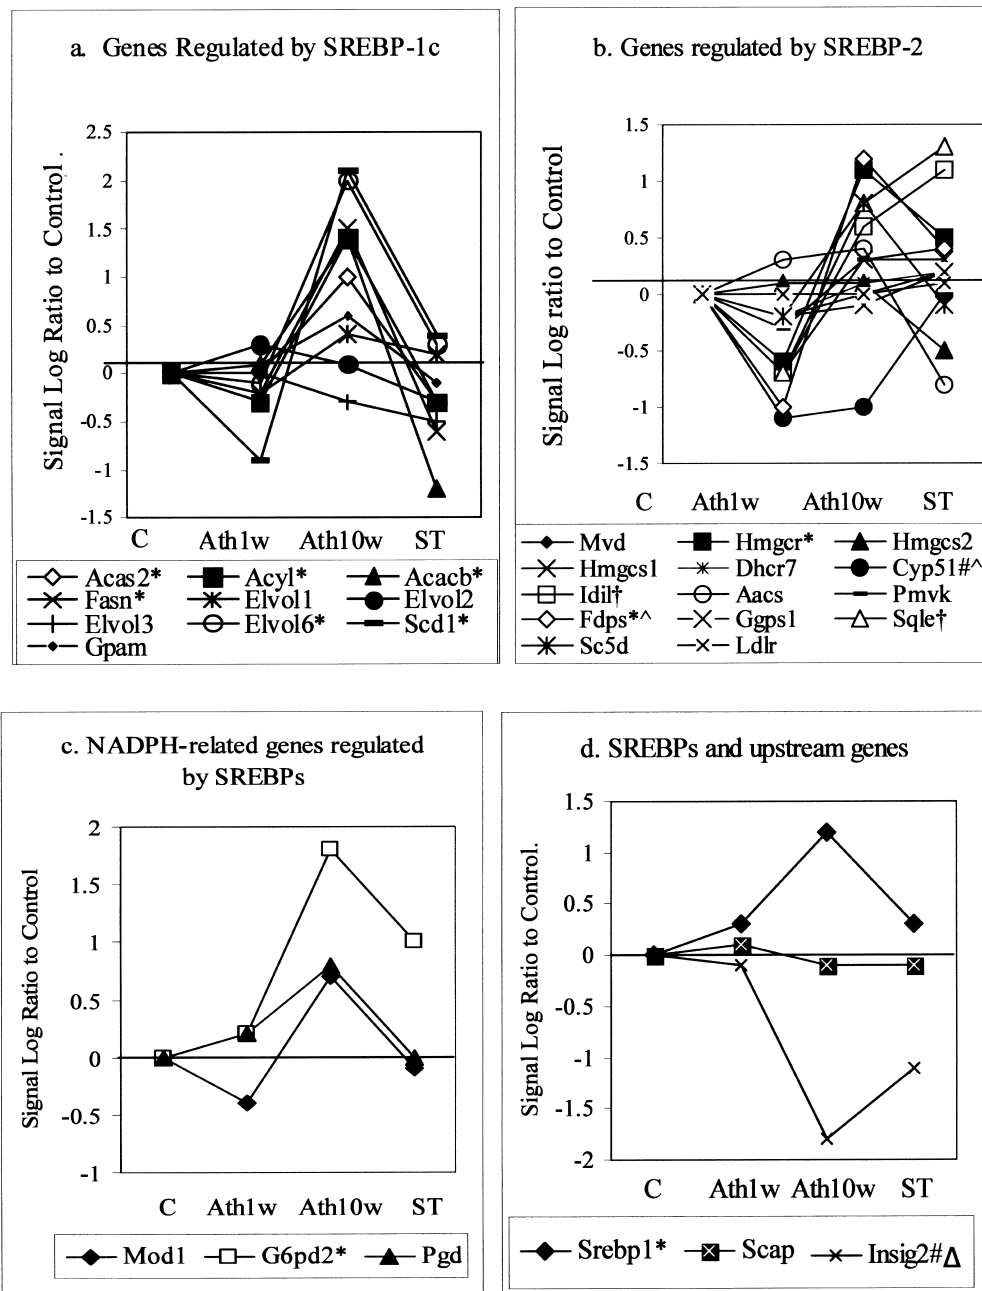 a. Genes Regulated by SREBP-1c
Signal Log Ratio to Control .
2.5
2
1.5
1
0.5
0
-0.5
-1
-1.5
C Ath1w Ath10w ST
Acas2* Acyl* Acacb*
Fasn* Elvol1 Elvol2
Elvol3 Elvol6* Scd1*
Gpam
b. Genes regulated by SREBP-2
Signal Log ratio to Control
1.5
1
0.5
0
-0.5
-1
-1.5
C Ath1w Ath10w ST
Mvd Hmgcr* Hmgcs2
Hmgcs1 Dhcr7 Cyp51#^
Idil† Aacs Pmvk
Fdps*^ Ggps1 Sqle†
Sc5d Ldlr
c. NADPH-related genes regulated
by SREBPs
Signal Log Ratio to Control
2
1.5
1
0.5
0
-0.5
-1
C Ath1w Ath10w ST
Mod1 G6pd2* Pgd
d. SREBPs and upstream genes
Signal Log Ratio to Control.
1.5
1
0.5
0
-0.5
-1
-1.5
-2
C Ath1w Ath10w ST
Srebp1* Scap Insig2#Δ